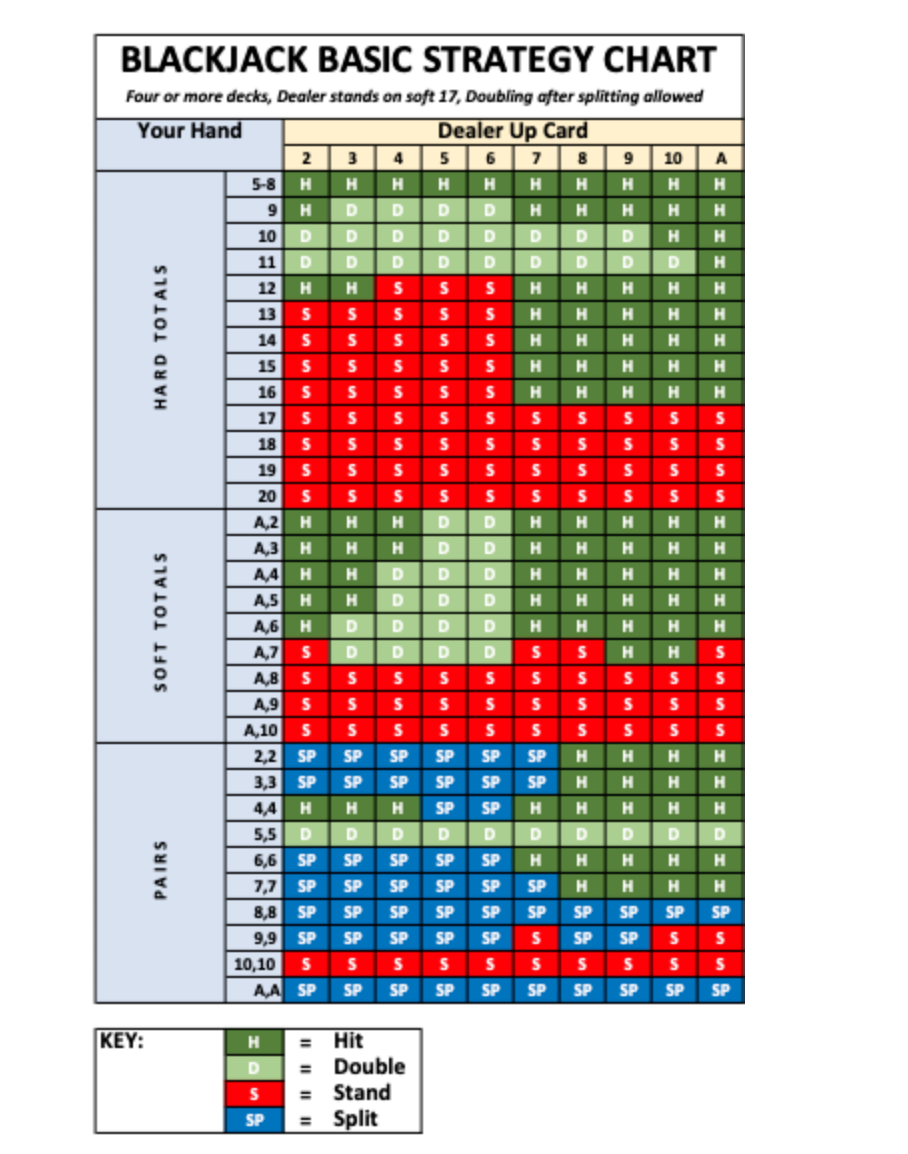 BLACKJACK BASIC STRATEGY CHART
Four or more decks, Dealer stands on soft 17, Doubling after splitting allowed
Your Hand Dealer Up Card
2 3 4 5 6 7 8 9 10 A
HARD TOTALS
5-8 H H H H H H H H H H
9 H D D D D H H H H H
10 D D D D D D D D H H
11 D D D D D D D D D H
12 H H S S S H H H H H
13 S S S S S H H H H H
14 S S S S S H H H H H
15 S S S S S H H H H H
16 S S S S S H H H H H
17 S S S S S S S S S S
18 S S S S S S S S S S
19 S S S S S S S S S S
20 S S S S S S S S S S
SOFT TOTALS
A,2 H H H D D H H H H H
A,3 H H H D D H H H H H
A,4 H H D D D H H H H H
A,5 H H D D D H H H H H
A,6 H D D D D H H H H H
A,7 S D D D D S S H H S
A,8 S S S S S S S S S S
A,9 S S S S S S S S S S
A,10 S S S S S S S S S S
PAIRS
2,2 SP SP SP SP SP SP H H H H
3,3 SP SP SP SP SP SP H H H H
4,4 H H H SP SP H H H H H
5,5 D D D D D D D D D D
6,6 SP SP SP SP SP H H H H H
7,7 SP SP SP SP SP SP H H H H
8,8 SP SP SP SP SP SP SP SP SP SP
9,9 SP SP SP SP SP S SP SP S S
10,10 S S S S S S S S S S
A,A SP SP SP SP SP SP SP SP SP SP
KEY: H = Hit
D = Double
S = Stand
SP = Split